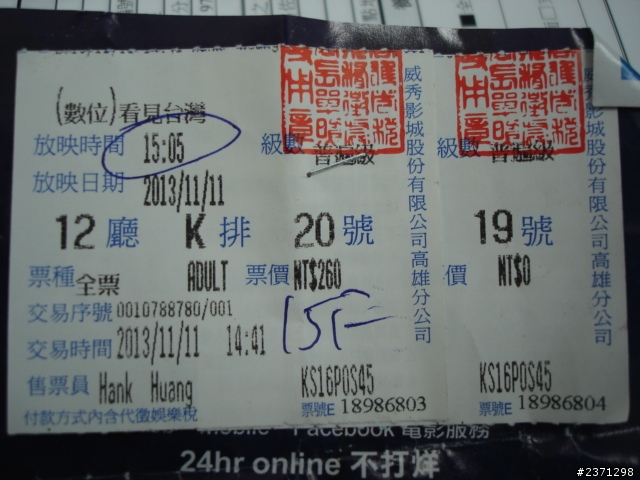 (數位)看見台灣
放映時間 15:05 級數 普遍級 級數 普遍級
放映日期 2013/11/11
12 廳 K 排 20 號 19 號
票種 全票 ADULT 票價 NT$260 NT$0
交易序號 0010788780/001
交易時間 2013/11/11 14:41
15F
售票員 Hank Huang KS16POS45 KS16POS45
付款方式內含代徵娛樂稅 票號E 18986803 票號E 18986804
威秀影城股份有限公司高雄分公司
威秀影城股份有限公司高雄分公司
Mobile Facebook 電影服務
24hr online 不打烊
#2371298